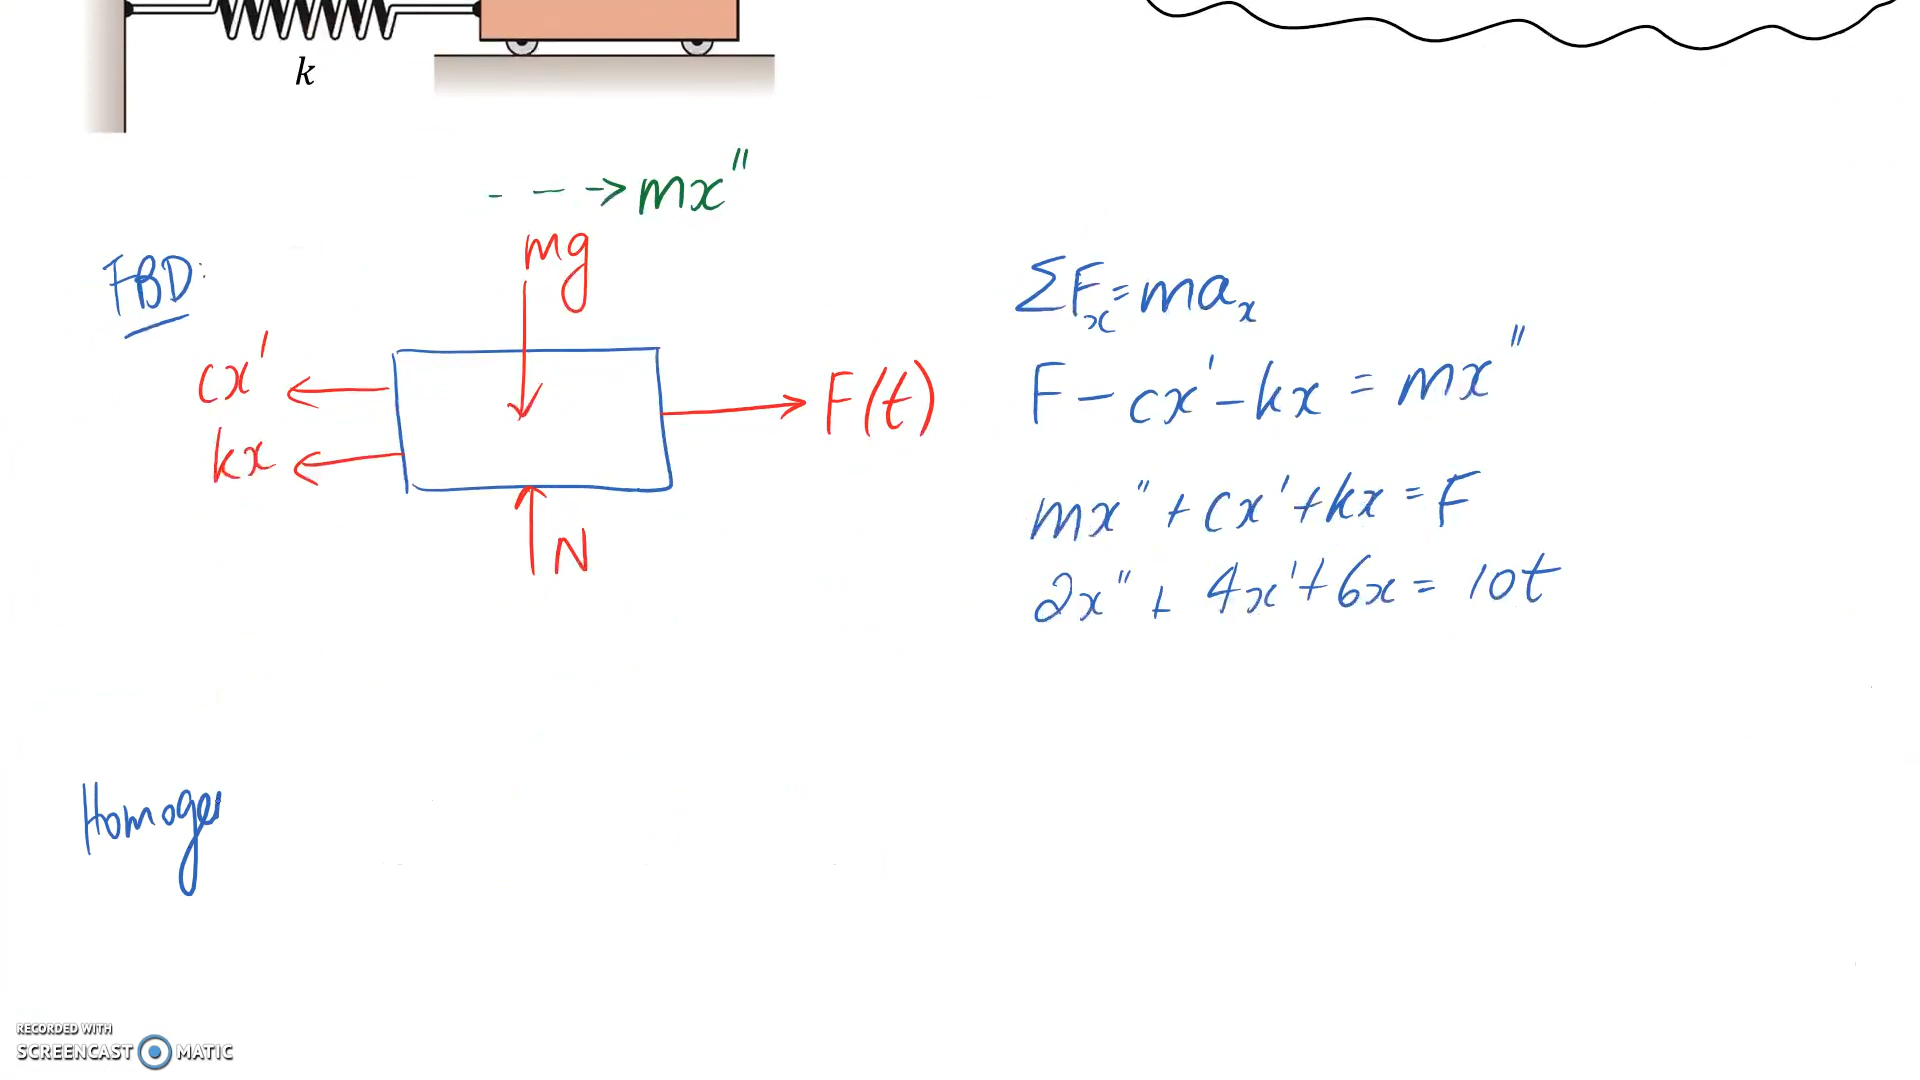 k
mx"
mg
FBD:
cx'
kx
F(t)
N
ΣFx = max
F - cx' - kx = mx"
mx" + cx' + kx = F
2x" + 4x' + 6x = 10t
Homogen
RECORDED WITH
SCREENCAST MATIC